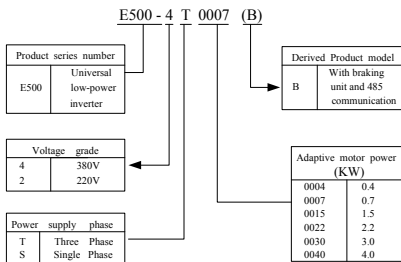 E500 - 4 T 0007 (B)
Product series number
E500 Universal low-power inverter
Derived Product model
B With braking unit and 485 communication
Voltage grade
4 380V
2 220V
Adaptive motor power (KW)
0004 0.4
0007 0.7
0015 1.5
0022 2.2
0030 3.0
0040 4.0
Power supply phase
T Three Phase
S Single Phase